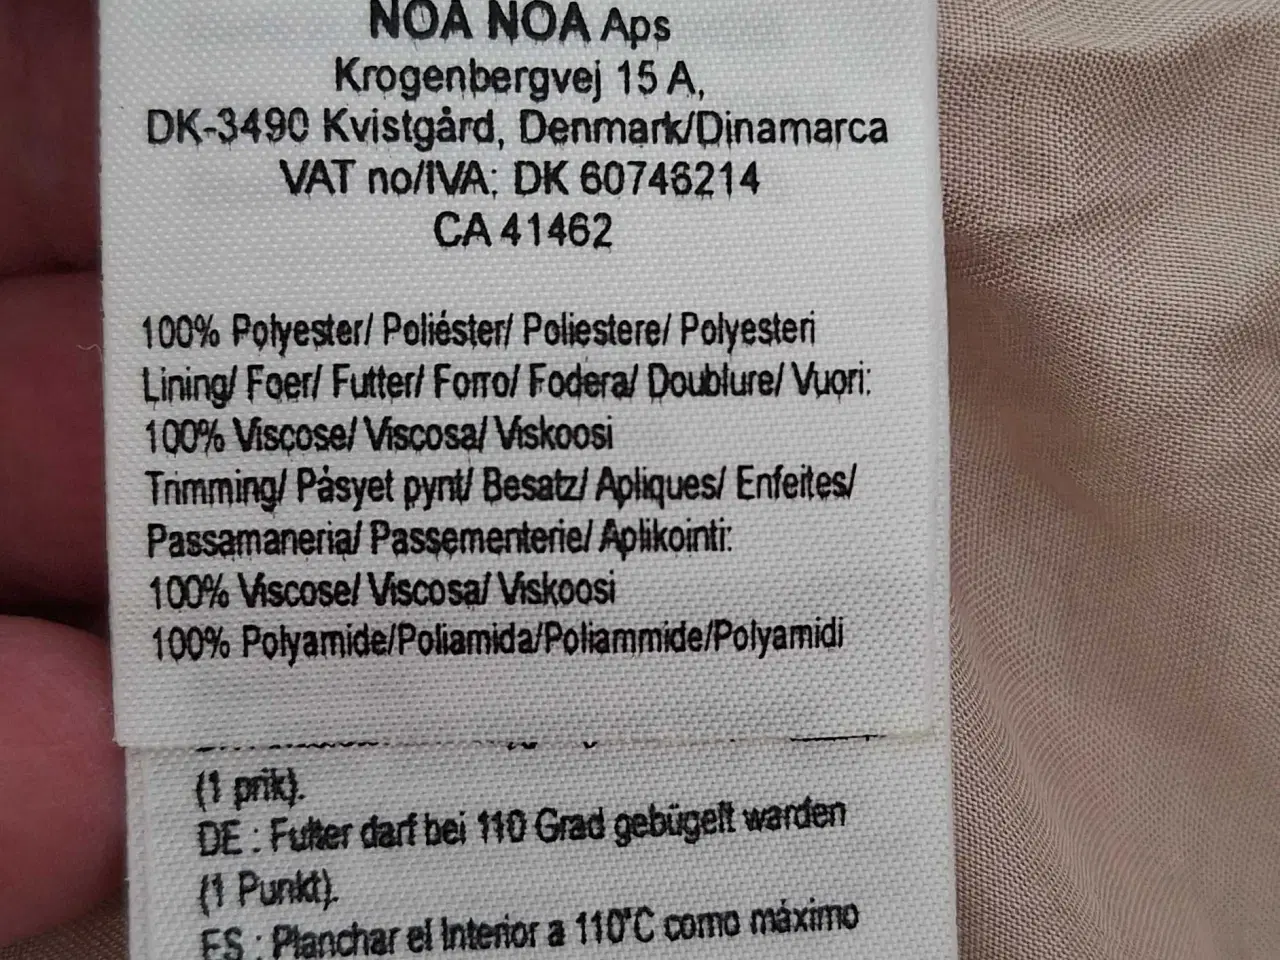 NOA NOA Aps
Krogenbergvej 15 A,
DK-3490 Kvistgård, Denmark/Dinamarca
VAT no/IVA: DK 60746214
CA 41462
100% Polyester/ Poliéster/ Poliestere/ Polyesteri
Lining/ Foer/ Futter/ Forro/ Fodera/ Doublure/ Vuori:
100% Viscose/ Viscosa/ Viskoosi
Trimming/ Påsyet pynt/ Besatz/ Apliques/ Enfeites/
Passamaneria/ Passementerie/ Aplikointi:
100% Viscose/ Viscosa/ Viskoosi
100% Polyamide/Poliamida/Poliammide/Polyamidi
(1 prik).
DE : Futter darf bei 110 Grad gebügelt warden
(1 Punkt).
ES : Planchar el Interior a 110°C como máximo